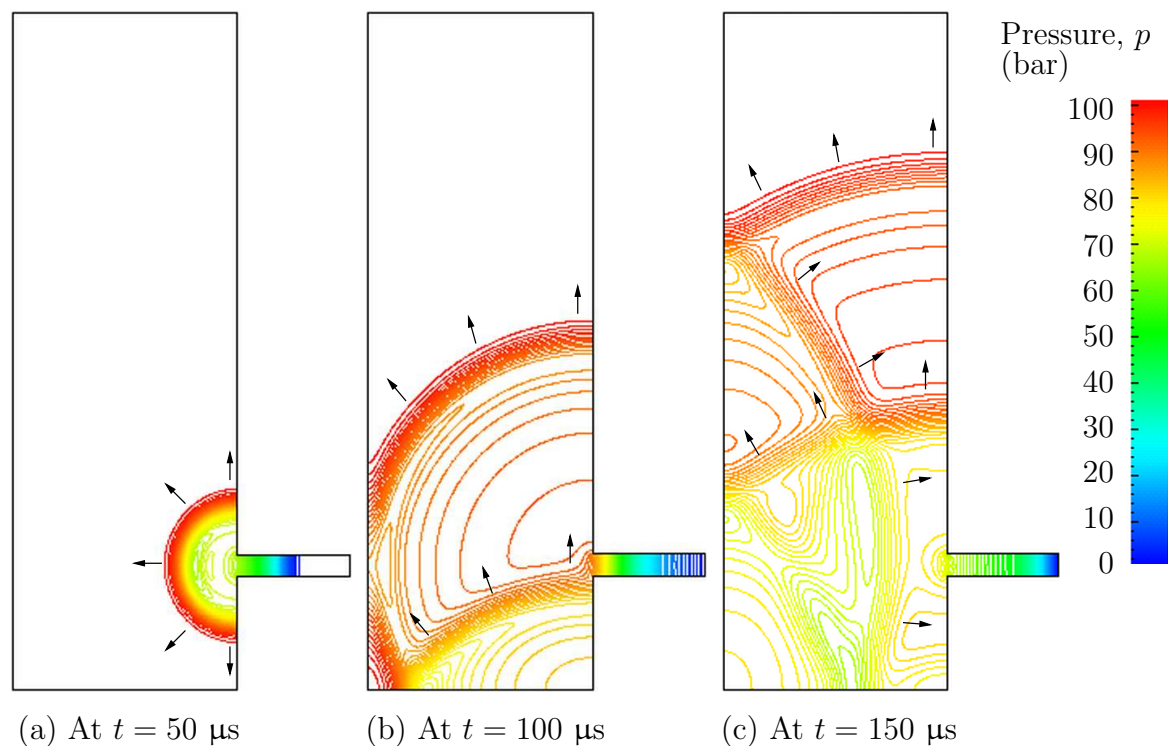 Pressure, p
(bar)
100
90
80
70
60
50
40
30
20
10
0
(a) At t = 50 μs
(b) At t = 100 μs
(c) At t = 150 μs